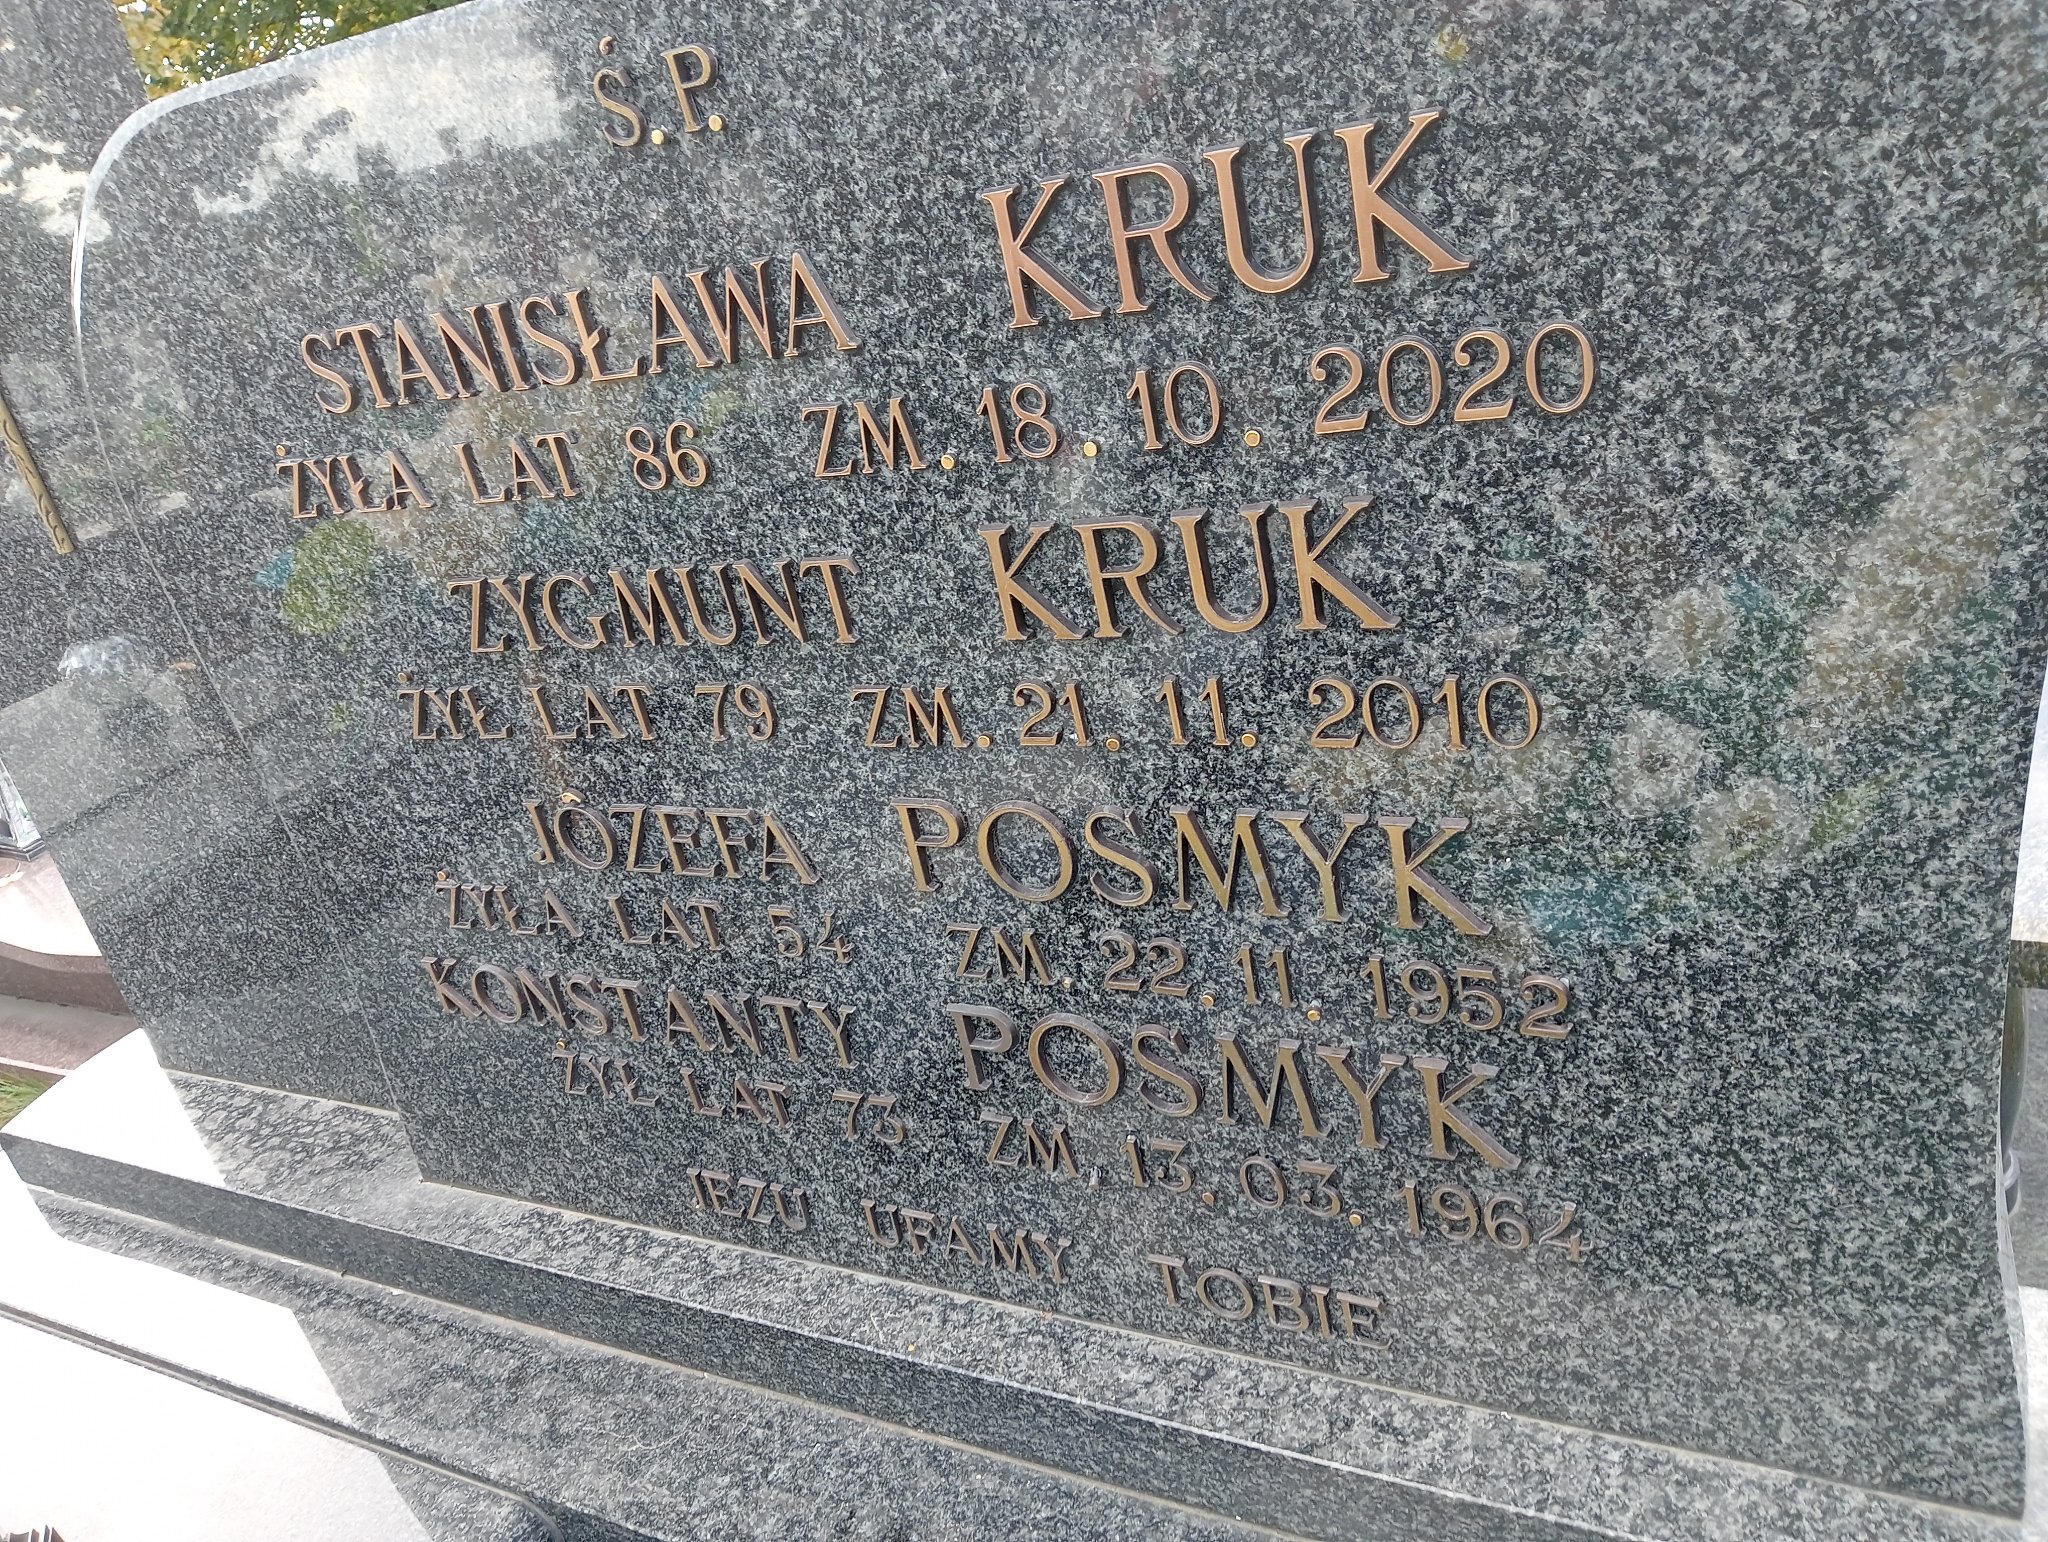 Ś.P.
STANISŁAWA KRUK
ŻYŁA LAT 86 ZM. 18. 10. 2020
ZYGMUNT KRUK
ŻYŁ LAT 79 ZM. 21. 11. 2010
JÓZEFA POSMYK
ŻYŁA LAT 54 ZM. 22. 11. 1952
KONSTANTY POSMYK
ŻYŁ LAT 73 ZM. 13. 03. 1964
JEZU UFAMY TOBIE